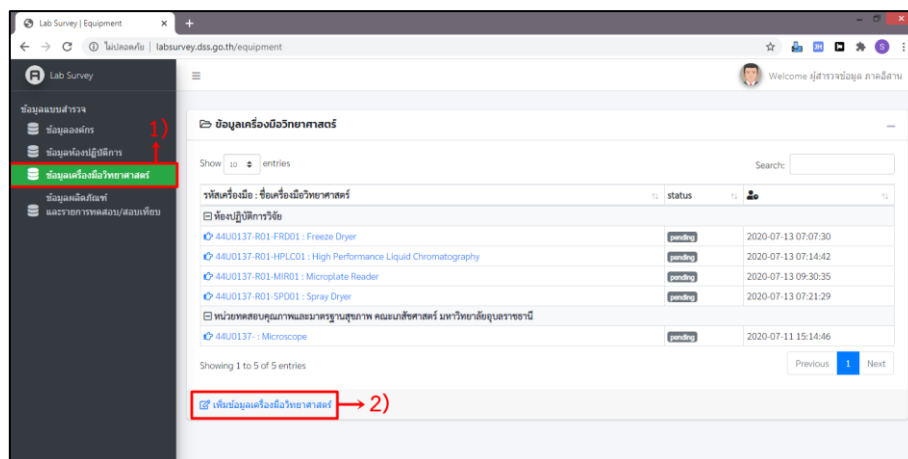 Lab Survey | Equipment
ไม่ปลอดภัย | labsurvey.dss.go.th/equipment
Lab Survey
Welcome ผู้สำรวจข้อมูล ภาคอีสาน
ข้อมูลแบบสำรวจ
ข้อมูลองค์กร
1)
ข้อมูลห้องปฏิบัติการ
ข้อมูลเครื่องมือวิทยาศาสตร์
ข้อมูลผลิตภัณฑ์
และรายการทดสอบ/สอบเทียบ
ข้อมูลเครื่องมือวิทยาศาสตร์
Show 10 entries
Search:
รหัสเครื่องมือ : ชื่อเครื่องมือวิทยาศาสตร์ status
ห้องปฏิบัติการวิจัย
44U0137-R01-FRD01 : Freeze Dryer pending 2020-07-13 07:07:30
44U0137-R01-HPLC01 : High Performance Liquid Chromatography pending 2020-07-13 07:14:42
44U0137-R01-MIR01 : Microplate Reader pending 2020-07-13 09:30:35
44U0137-R01-SPD01 : Spray Dryer pending 2020-07-13 07:21:29
หน่วยทดสอบคุณภาพและมาตรฐานสุขภาพ คณะเภสัชศาสตร์ มหาวิทยาลัยอุบลราชธานี
44U0137- : Microscope pending 2020-07-11 15:14:46
Showing 1 to 5 of 5 entries
Previous 1 Next
เพิ่มข้อมูลเครื่องมือวิทยาศาสตร์
2)